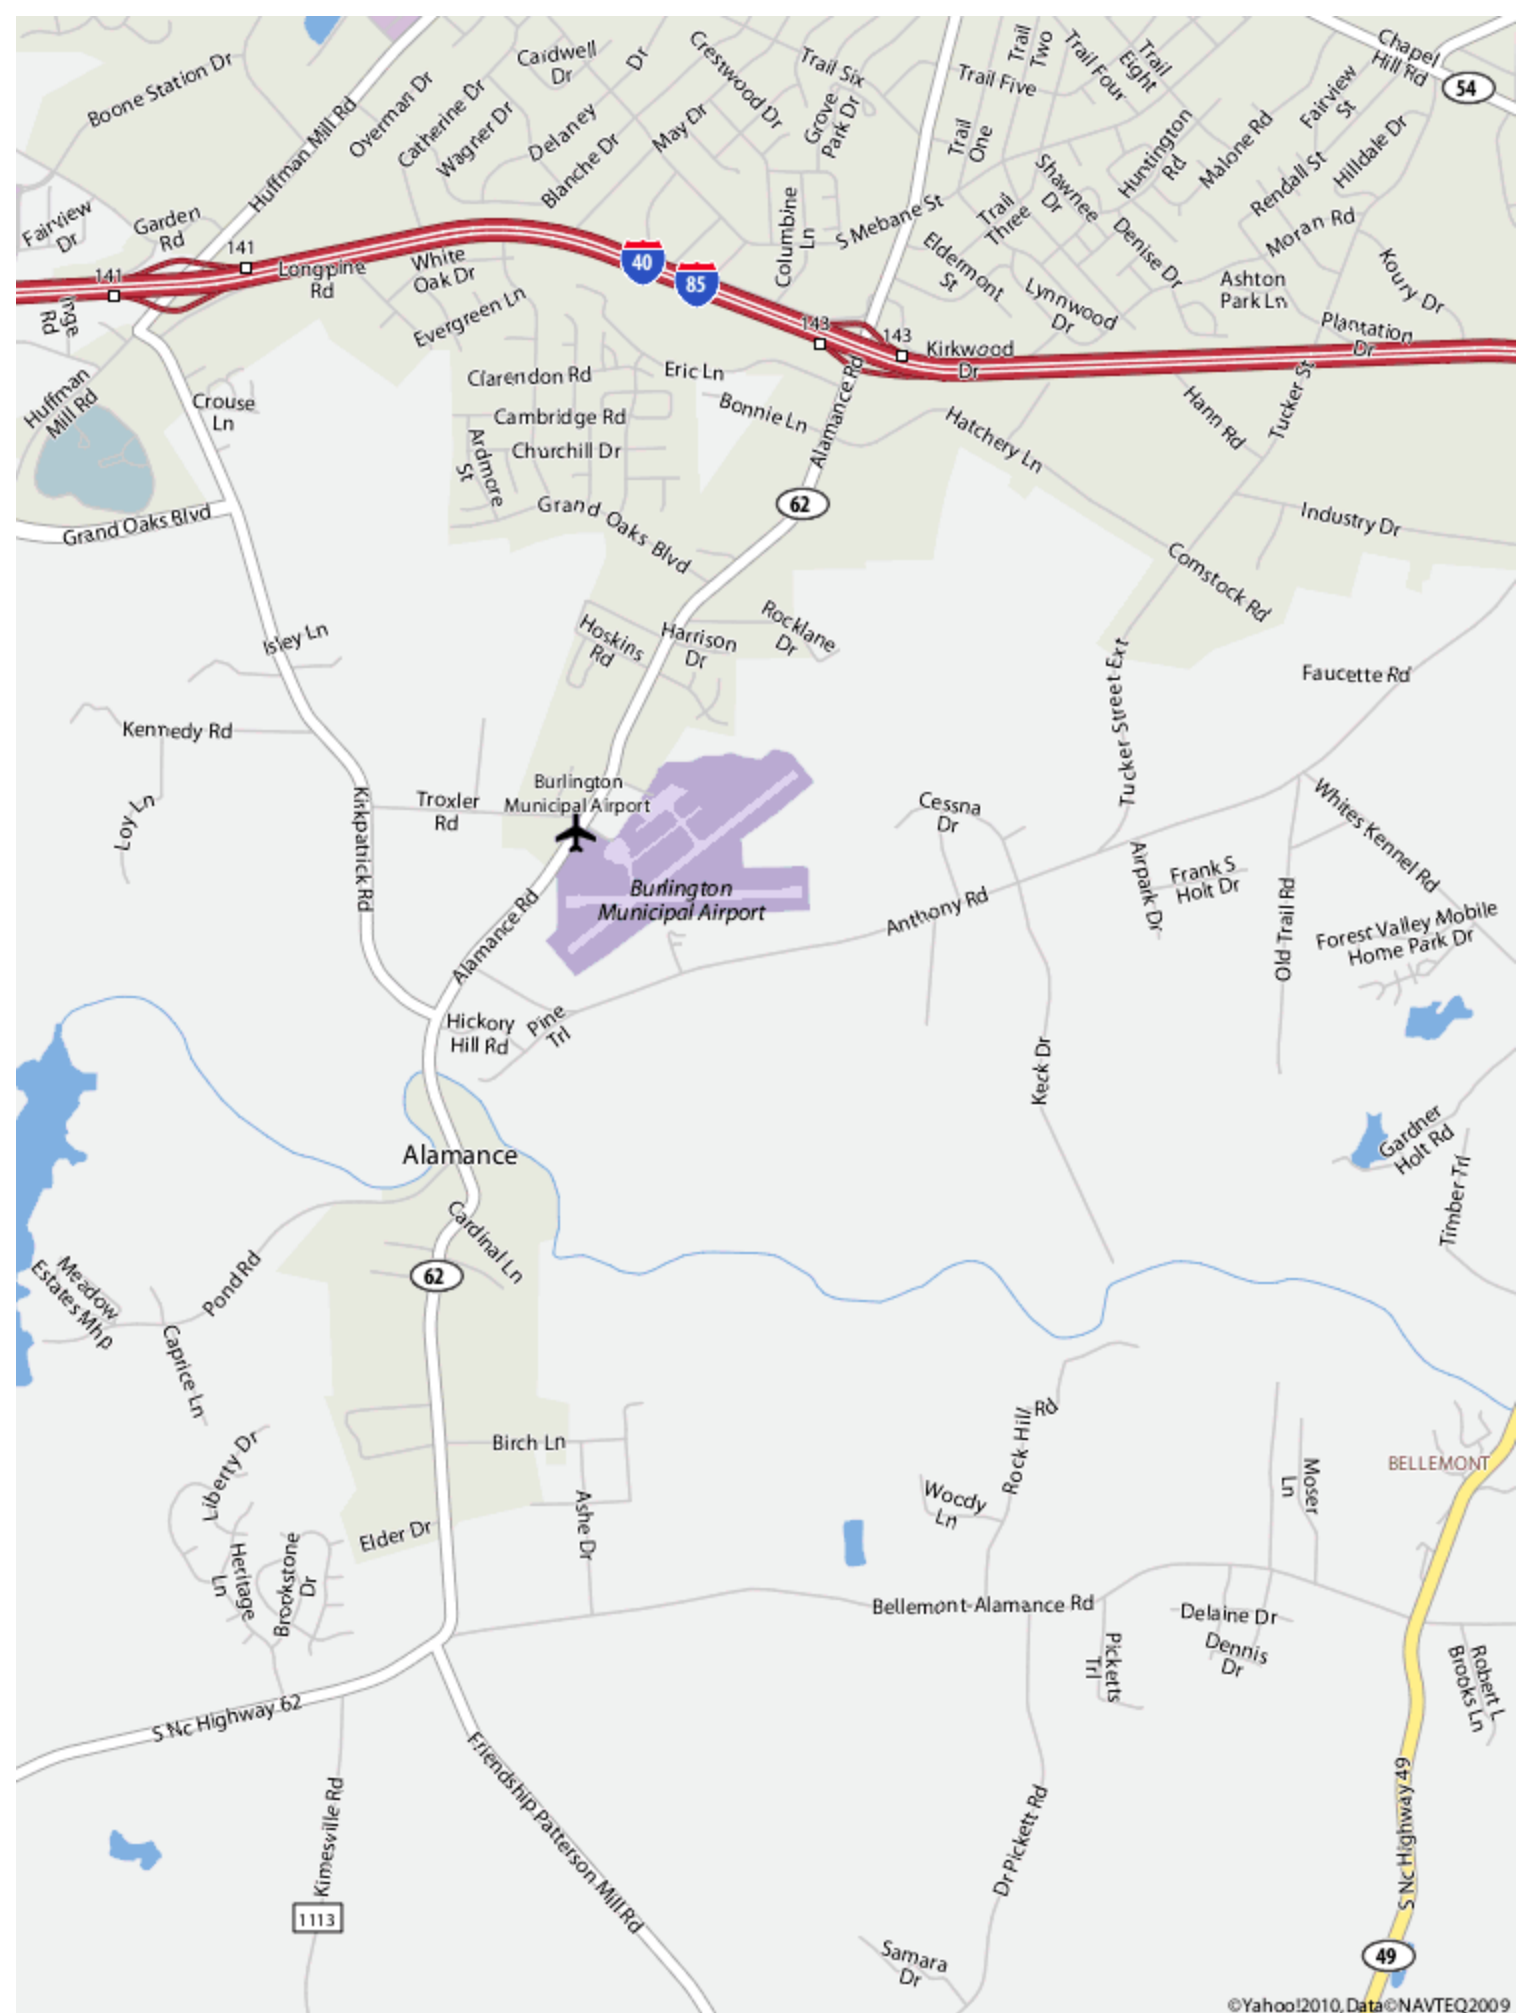 Boone Station Dr
Huffman Mill Rd
Overman Dr
Catherine Dr
Wagner Dr
Cardwell
Dr
Delaney
Dr
Blanche Dr
May Dr
Crestwood Dr
Trail Six
Grove
Park Dr
Trail Five
Trail
Two
Trail Four
Trail
Eight
Trail
One
Chapel
Hill Rd
54
Fairview
St
Huntington
Rd
Malone Rd
Rendall St
Hilldale Dr
Moran Rd
Shawnee
Dr
Trail
Three
Denise Dr
Koury Dr
Fairview
Dr
Garden
Rd
141
141
Longpine
Rd
White
Oak Dr
Evergreen Ln
40
85
Columbine
Ln
S Mebane St
Eldermont
St
Lynnwood
Dr
Ashton
Park Ln
Plantation
Dr
Rd
143
143
Kirkwood
Dr
Huffman
Mill Rd
Crouse
Ln
Clarendon Rd
Cambridge Rd
Churchill Dr
Ardmore
St
Eric Ln
Bonnie Ln
Alamance Rd
Hatchery Ln
Hann Rd
Tucker St
Grand Oaks Blvd
Grand Oaks Blvd
62
Industry Dr
Comstock Rd
Isley Ln
Hoskins
Rd
Harrison
Dr
Rocklane
Dr
Faucette Rd
Tucker Street Ext
Kennedy Rd
Loy Ln
Kirkpatrick Rd
Troxler
Rd
Burlington
Municipal Airport
Burlington
Municipal Airport
Alamance Rd
Cessna
Dr
Anthony Rd
Airpark Dr
Frank S
Holt Dr
Whites Kennel Rd
Old Trail Rd
Forest Valley Mobile
Home Park Dr
Hickory
Hill Rd
Pine
Trl
Keck Dr
Gardner
Holt Rd
Timber Trl
Alamance
Cardinal Ln
62
Pond Rd
Meadow
Estates Mhp
Caprice Ln
Liberty Dr
Heritage
Ln
Brookstone
Dr
Birch Ln
Ashe Dr
Elder Dr
Rock Hill Rd
Woody
Ln
Moser
Ln
BELLEMONT
Bellemont-Alamance Rd
Delaine Dr
Dennis
Dr
Picketts
Trl
Robert L
Brooks Ln
S Nc Highway 62
Kimesville Rd
1113
Friendship Patterson Mill Rd
Dr Pickett Rd
Samara
Dr
S Nc Highway 49
49
©Yahoo!2010, Data©NAVTEQ2009